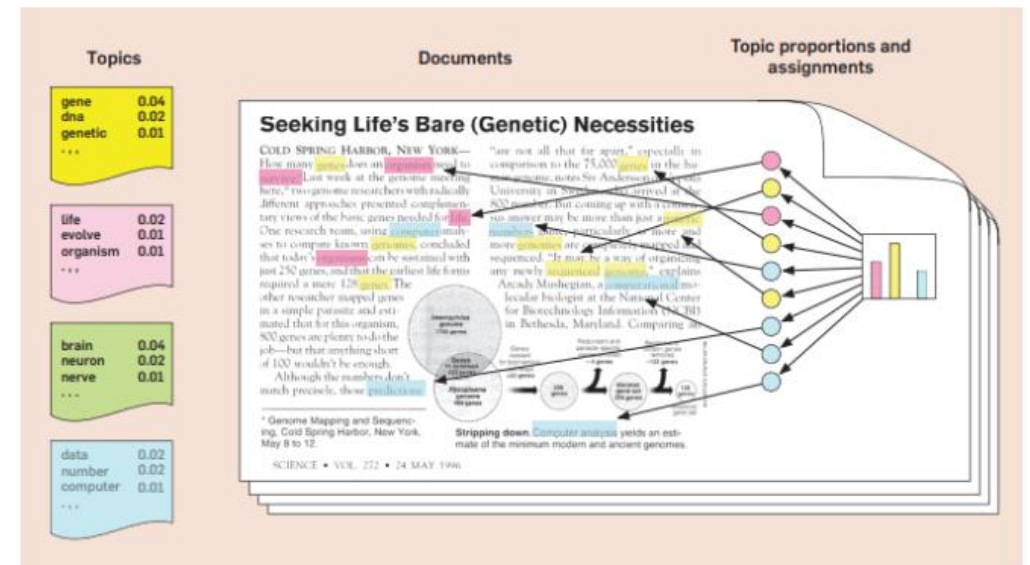 Topics
Documents
Topic proportions and
assignments
gene 0.04
dna 0.02
genetic 0.01
...
life 0.02
evolve 0.01
organism 0.01
...
brain 0.04
neuron 0.02
nerve 0.01
...
data 0.02
number 0.02
computer 0.01
...
Seeking Life's Bare (Genetic) Necessities
COLD SPRING HARBOR, NEW YORK—
How many genes does an organism need to
survive? Last week at the genome meeting
here,* two genome researchers with radically
different approaches presented complemen-
tary views of the basic genes needed for life.
One research team, using computer analy-
ses to compare known genomes, concluded
that today's organisms can be sustained with
just 250 genes, and that the earliest life forms
required a mere 128 genes. The
other researcher mapped genes
in a simple parasite and esti-
mated that for this organism,
800 genes are plenty to do the
job—but that anything short
of 100 wouldn't be enough.
Although the numbers don't
match precisely, those predictions
* Genome Mapping and Sequenc-
ing, Cold Spring Harbor, New York,
May 8 to 12.
"are not all that far apart," especially in
comparison to the 75,000 genes in the hu-
man genome, notes Siv Andersson
University in Swe arrived at the
800 number. But coming up with a consen-
sus answer may be more than just a genetic
numbers particularly more and
more genomes are completely mapped and
sequenced. "It may be a way of organizing
any newly sequenced genome," explains
Arcady Mushegian, a computational mo-
lecular biologist at the National Center
for Biotechnology Information (NCBI)
in Bethesda, Maryland. Comparing an
Stripping down. Computer analysis yields an esti-
mate of the minimum modern and ancient genomes.
SCIENCE • VOL. 272 • 24 MAY 1996